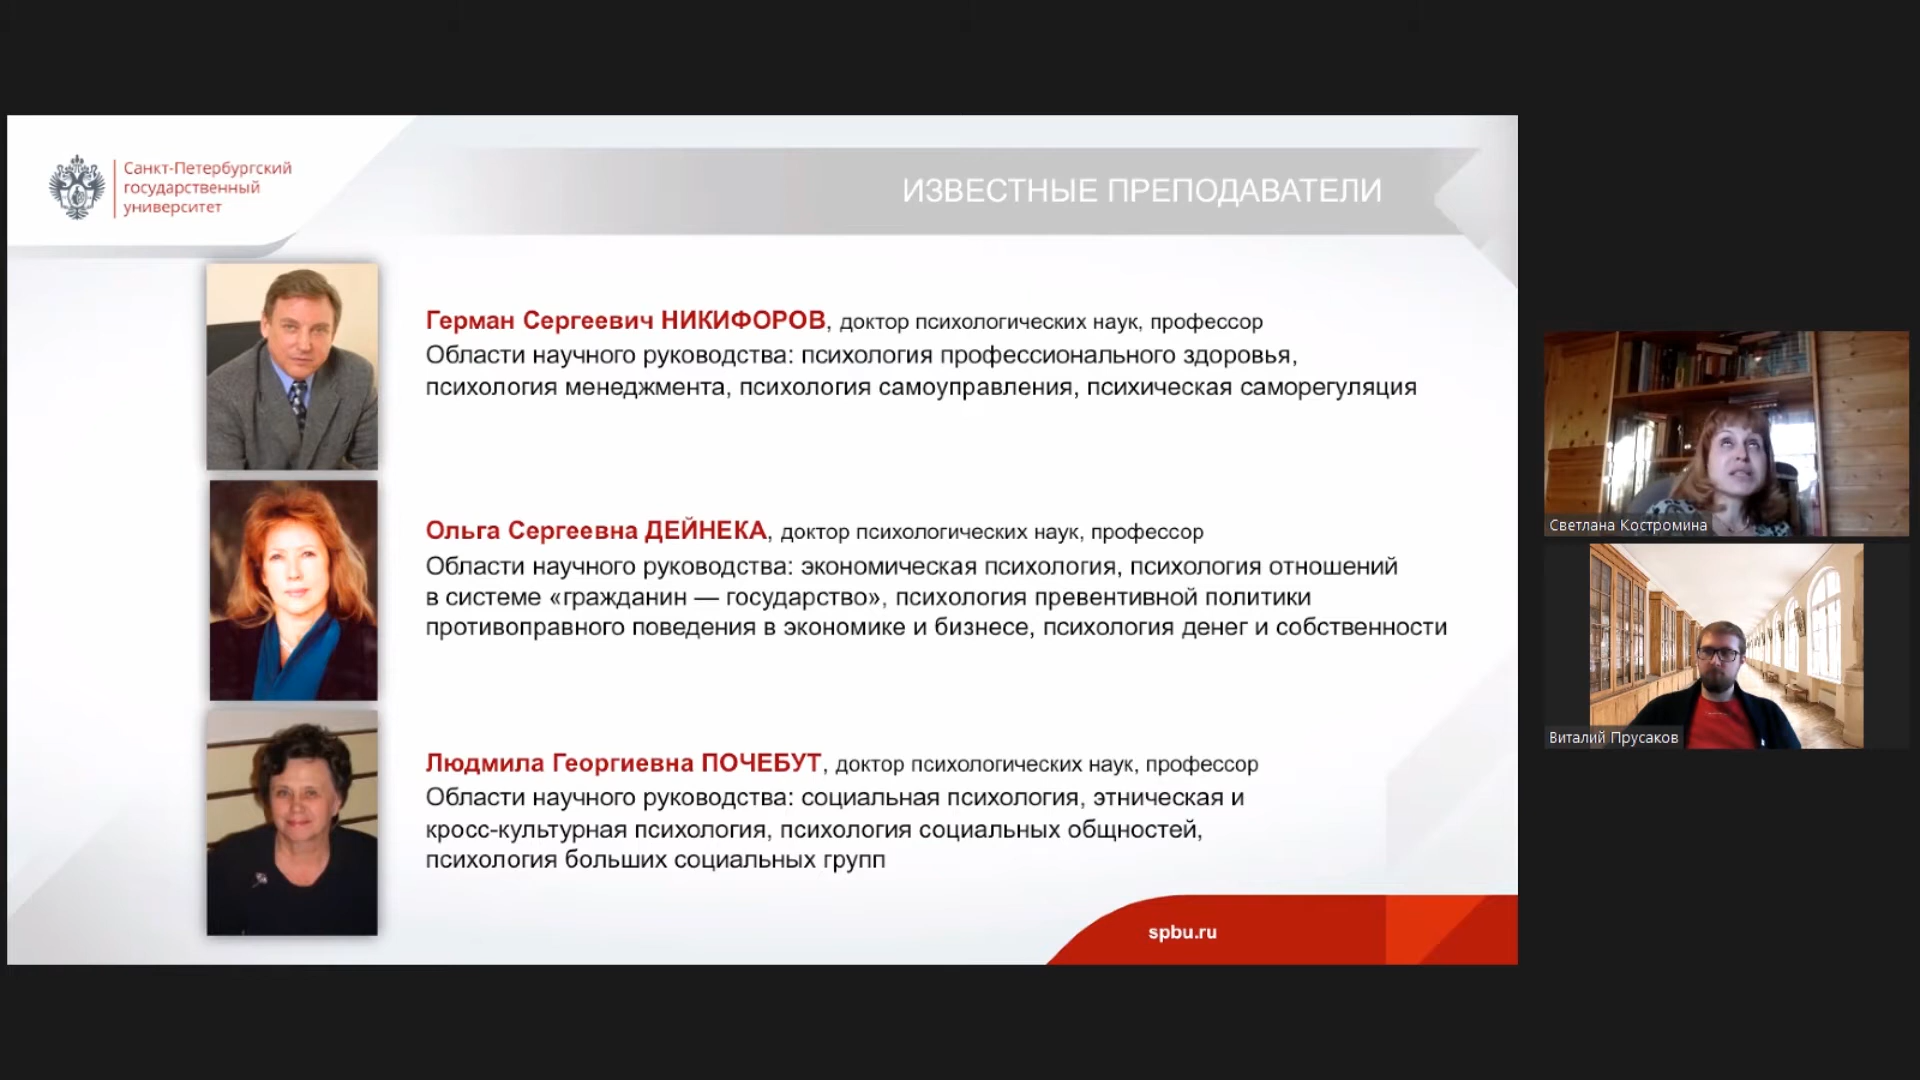 Санкт-Петербургский
государственный
университет
ИЗВЕСТНЫЕ ПРЕПОДАВАТЕЛИ
Герман Сергеевич НИКИФОРОВ, доктор психологических наук, профессор
Области научного руководства: психология профессионального здоровья,
психология менеджмента, психология самоуправления, психическая саморегуляция
Ольга Сергеевна ДЕЙНЕКА, доктор психологических наук, профессор
Области научного руководства: экономическая психология, психология отношений
в системе «гражданин — государство», психология превентивной политики
противоправного поведения в экономике и бизнесе, психология денег и собственности
Людмила Георгиевна ПОЧЕБУТ, доктор психологических наук, профессор
Области научного руководства: социальная психология, этническая и
кросс-культурная психология, психология социальных общностей,
психология больших социальных групп
spbu.ru
Светлана Костромина
Виталий Прусаков